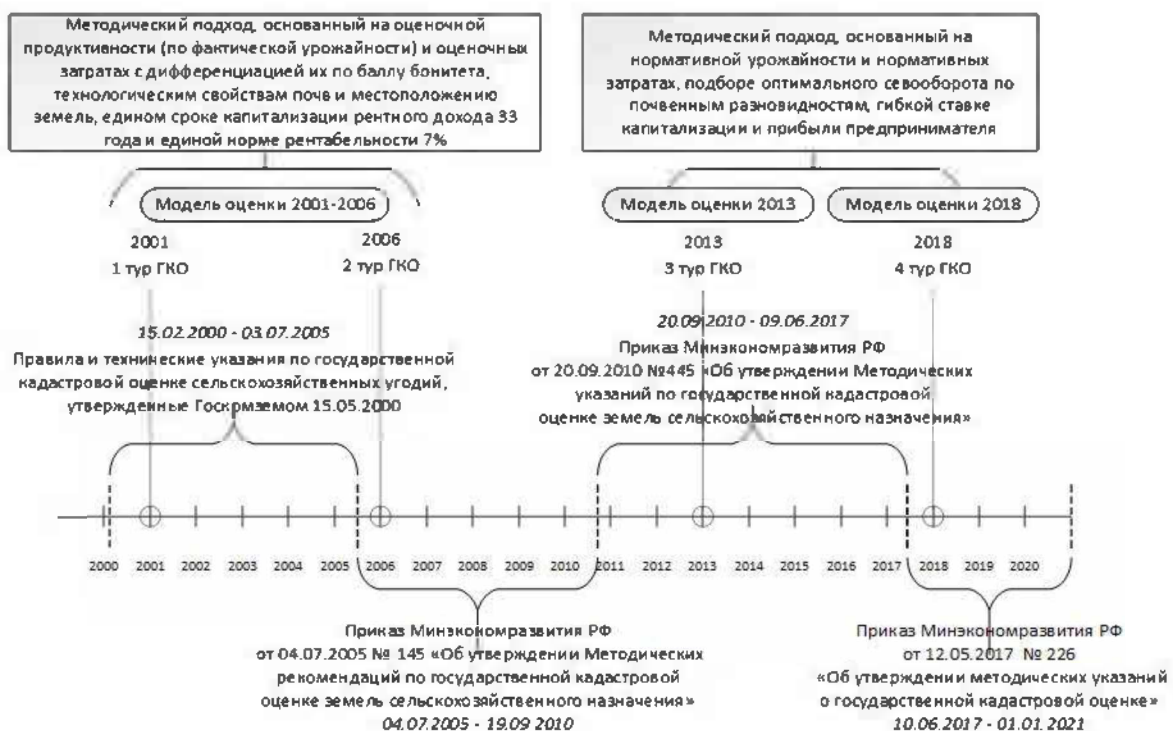 Методический подход, основанный на оценочной
продуктивности (по фактической урожайности) и оценочных
затратах с дифференциацией их по баллу бонитета,
технологическим свойствам почв и местоположению
земель, едином сроке капитализации рентного дохода 33
года и единой норме рентабельности 7%
Методический подход, основанный на
нормативной урожайности и нормативных
затратах, подборе оптимального севооборота по
почвенным разновидностям, гибкой ставке
капитализации и прибыли предпринимателя
Модель оценки 2001-2006
Модель оценки 2013
Модель оценки 2018
2001
1 тур ГКО
2006
2 тур ГКО
2013
3 тур ГКО
2018
4 тур ГКО
15.02.2000 - 03.07.2005
Правила и технические указания по государственной
кадастровой оценке сельскохозяйственных угодий,
утвержденные Госкомземом 15.05.2000
20.09.2010 - 09.06.2017
Приказ Минэкономразвития РФ
от 20.09.2010 №445 «Об утверждении Методических
указаний по государственной кадастровой
оценке земель сельскохозяйственного назначения»
2000 2001 2002 2003 2004 2005 2006 2007 2008 2009 2010 2011 2012 2013 2014 2015 2016 2017 2018 2019 2020
Приказ Минэкономразвития РФ
от 04.07.2005 № 145 «Об утверждении Методических
рекомендаций по государственной кадастровой
оценке земель сельскохозяйственного назначения»
04.07.2005 - 19.09 2010
Приказ Минэкономразвития РФ
от 12.05.2017 № 226
«Об утверждении методических указаний
о государственной кадастровой оценке»
10.06.2017 - 01.01.2021